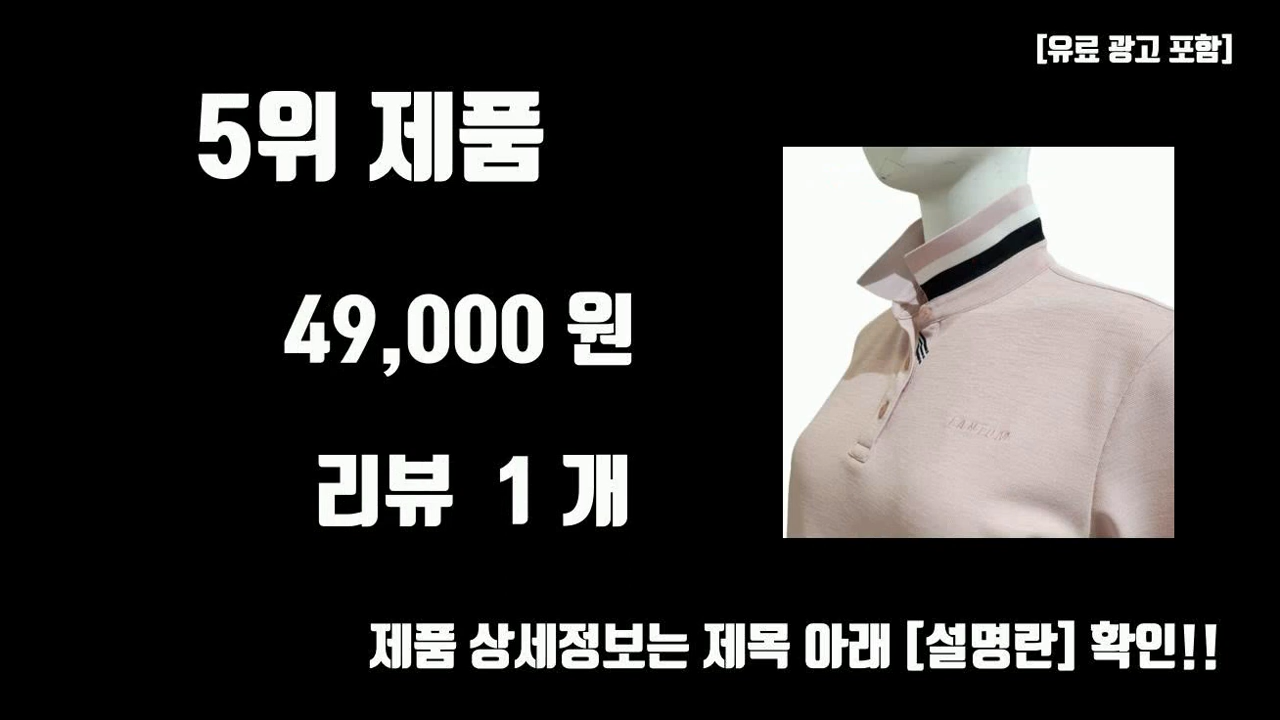 [유료 광고 포함]
5위 제품
49,000 원
리뷰 1 개
FANTOM
제품 상세정보는 제목 아래 [설명란] 확인!!